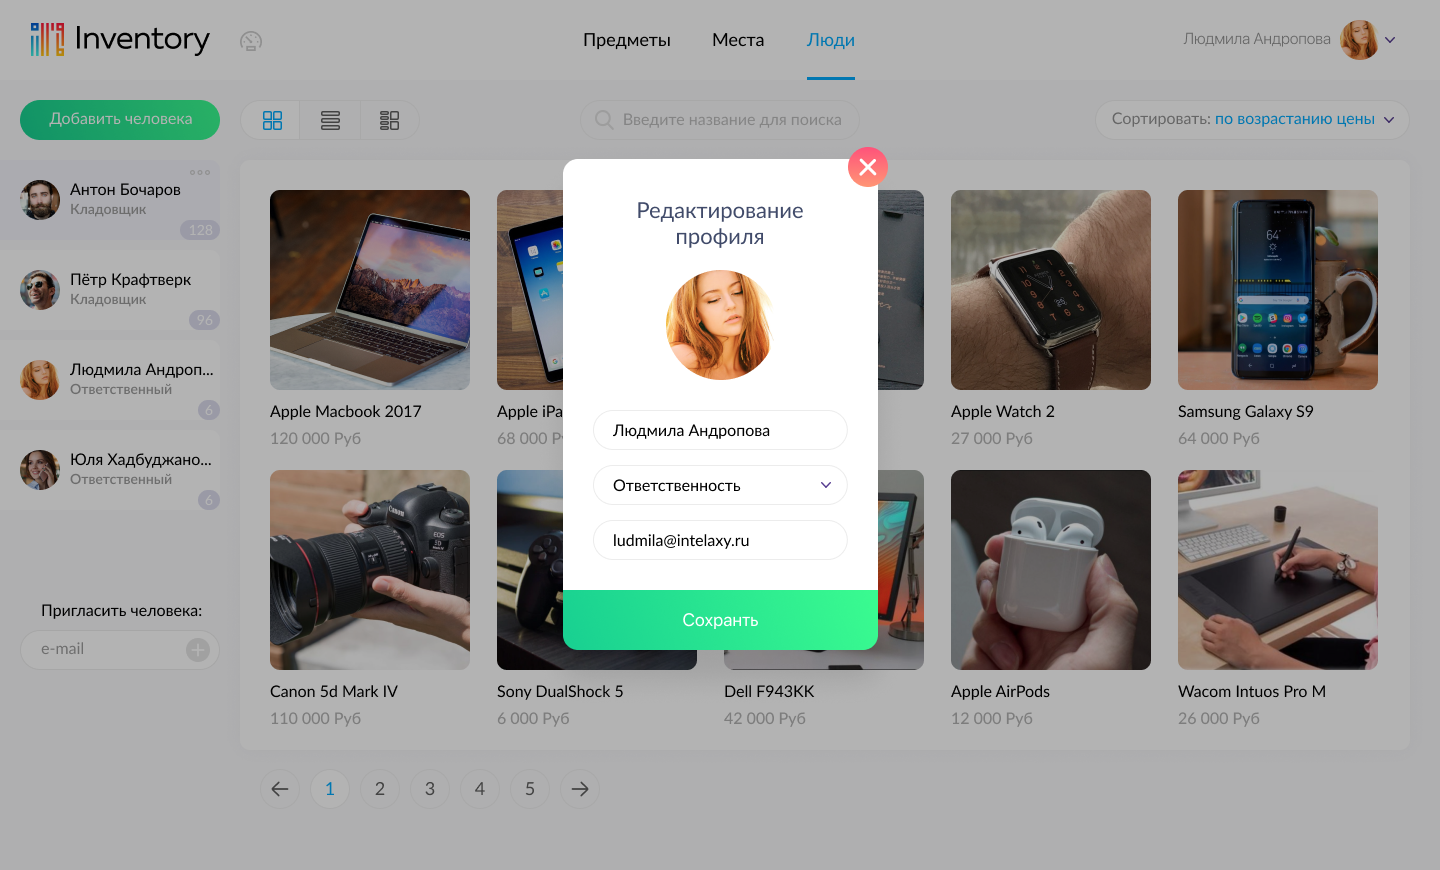 Inventory
Предметы
Места
Люди
Людмила Андропова
Добавить человека
Введите название для поиска
Сортировать: по возрастанию цены
Антон Бочаров
Кладовщик
128
Пётр Крафтверк
Кладовщик
96
Людмила Андроп...
Ответственный
6
Юля Хадбуджано...
Ответственный
6
Пригласить человека:
e-mail
Редактирование
профиля
Людмила Андропова
Ответственность
ludmila@intelaxy.ru
Сохранть
Apple Macbook 2017
120 000 Руб
Apple iPa
68 000 Р
Apple Watch 2
27 000 Руб
64°
Samsung Galaxy S9
64 000 Руб
Canon
EOS
5D
Canon 5d Mark IV
110 000 Руб
Sony DualShock 5
6 000 Руб
Dell F943KK
42 000 Руб
Apple AirPods
12 000 Руб
Wacom Intuos Pro M
26 000 Руб
1
2
3
4
5